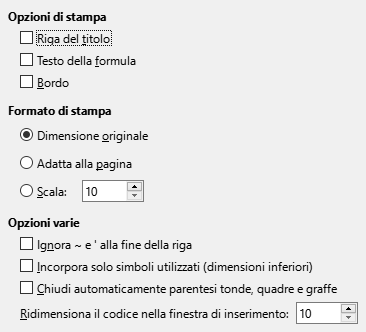 Opzioni di stampa
Riga del titolo
Testo della formula
Bordo
Formato di stampa
Dimensione originale
Adatta alla pagina
Scala: 10
Opzioni varie
Ignora ~ e ' alla fine della riga
Incorpora solo simboli utilizzati (dimensioni inferiori)
Chiudi automaticamente parentesi tonde, quadre e graffe
Ridimensiona il codice nella finestra di inserimento: 10